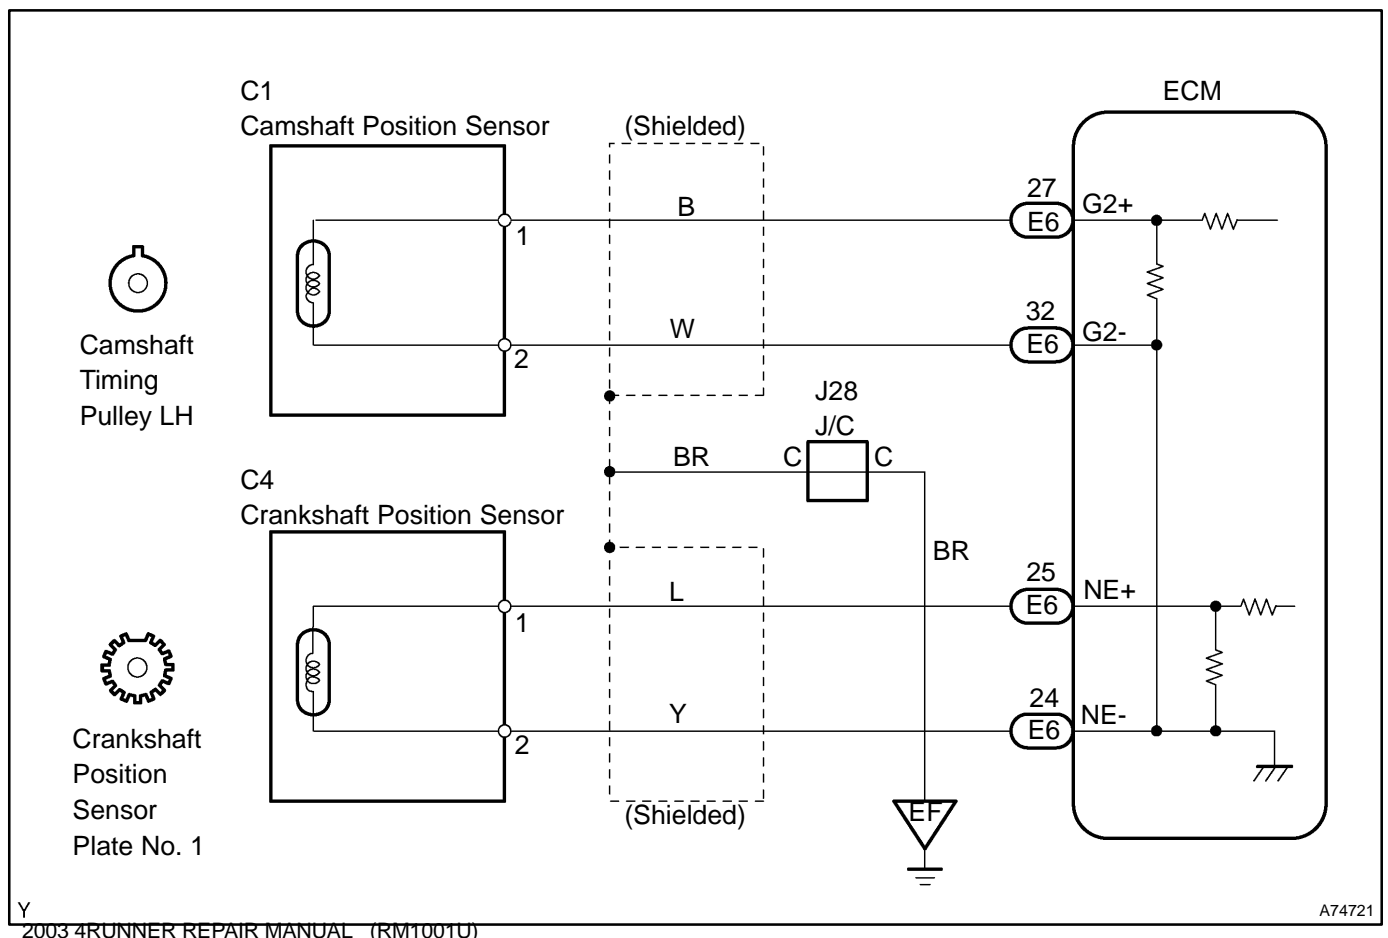 C1
Camshaft Position Sensor
(Shielded)
ECM
B
27
E6
G2+
1
W
32
E6
G2-
2
Camshaft
Timing
Pulley LH
J28
J/C
BR
C
C
C4
Crankshaft Position Sensor
BR
L
25
E6
NE+
1
Y
24
E6
NE-
2
Crankshaft
Position
Sensor
Plate No. 1
(Shielded)
EF
Y
A74721
2003 4RUNNER REPAIR MANUAL (RM1001U)